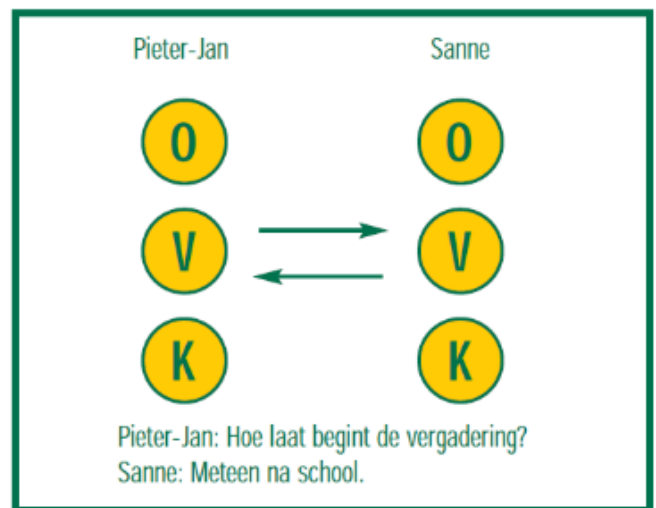 Pieter-Jan Sanne
O O
V V
K K
Pieter-Jan: Hoe laat begint de vergadering?
Sanne: Meteen na school.